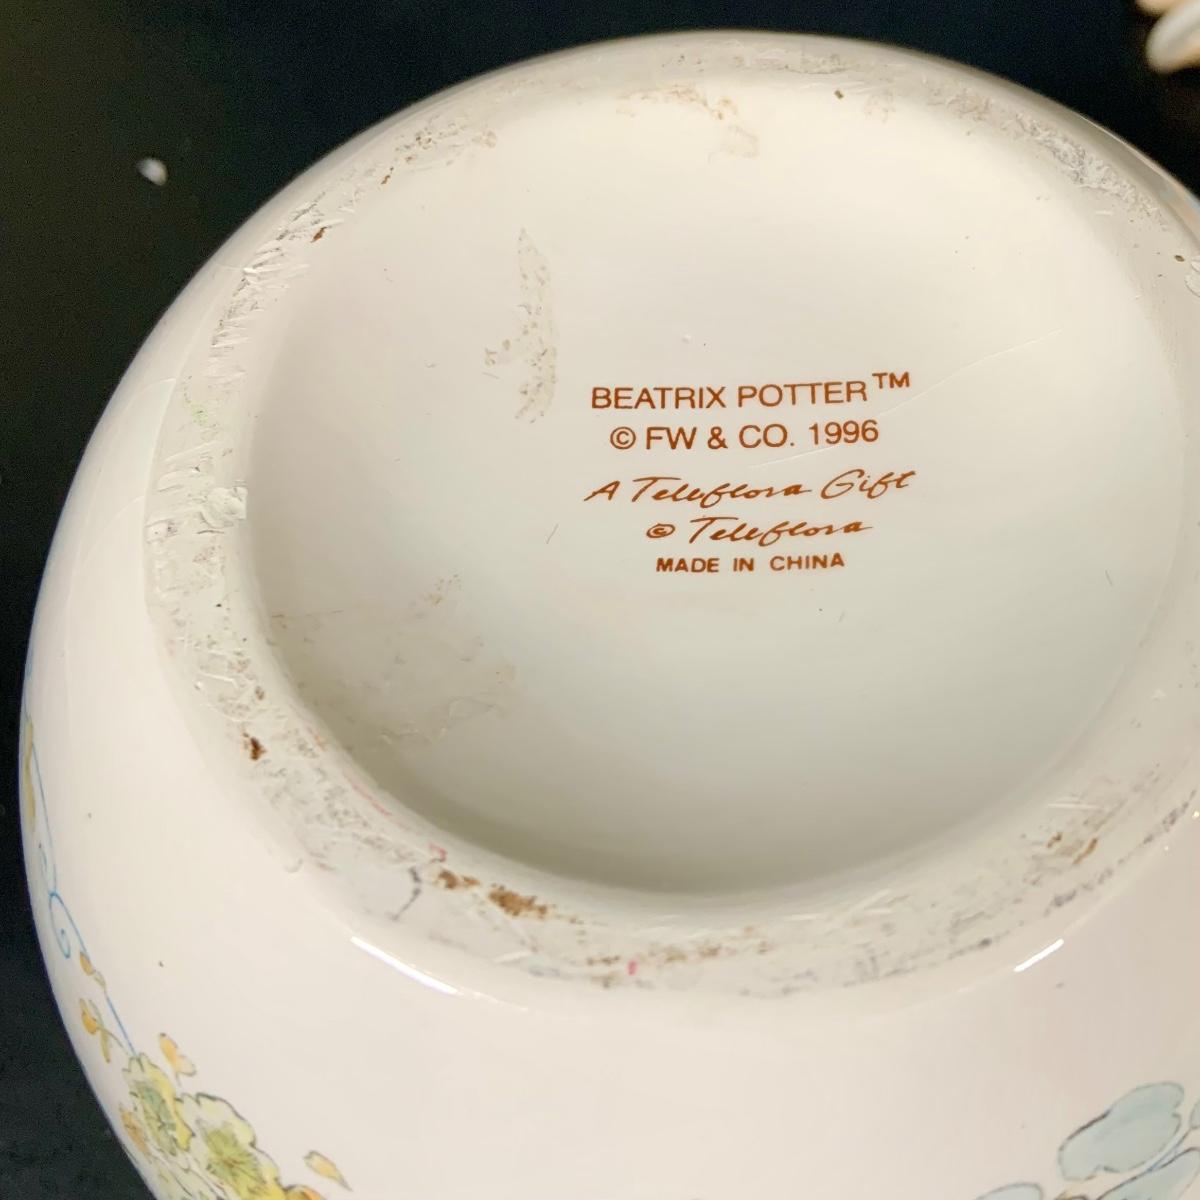 BEATRIX POTTER™
© FW & CO. 1996
A Teleflora Gift
© Teleflora
MADE IN CHINA